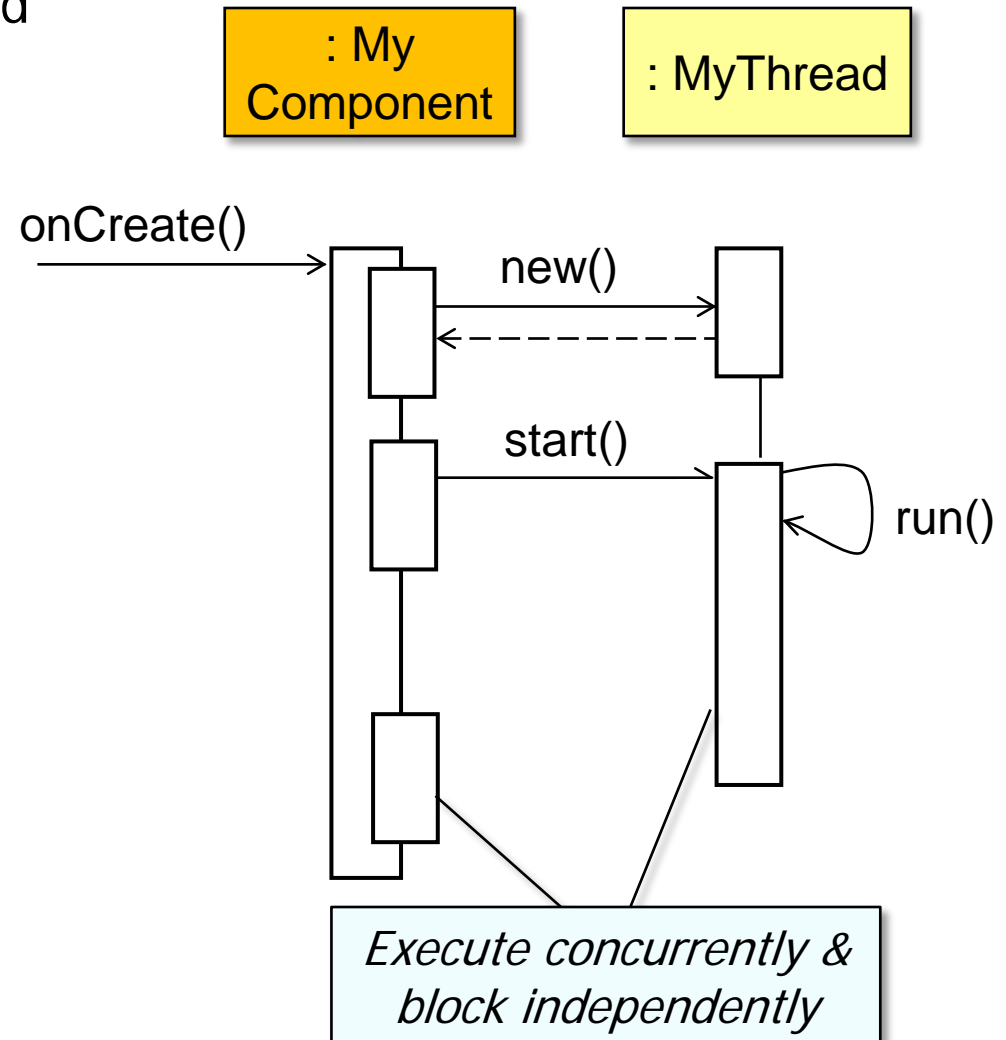 : My
Component
: MyThread
onCreate()
new()
start()
run()
Execute concurrently &
block independently